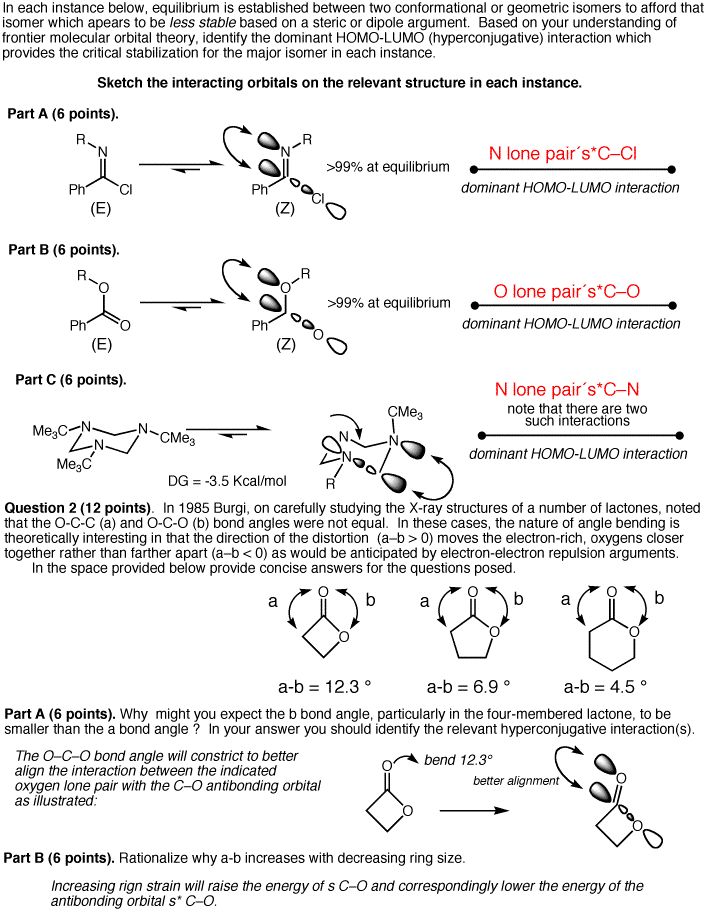 In each instance below, equilibrium is established between two conformational or geometric isomers to afford that
isomer which apears to be less stable based on a steric or dipole argument. Based on your understanding of
frontier molecular orbital theory, identify the dominant HOMO-LUMO (hyperconjugative) interaction which
provides the critical stabilization for the major isomer in each instance.
Sketch the interacting orbitals on the relevant structure in each instance.
Part A (6 points).
R
N
Ph
Cl
(E)
R
N
Ph
Cl
(Z)
>99% at equilibrium
N lone pair´s*C–Cl
dominant HOMO-LUMO interaction
Part B (6 points).
R
O
Ph
O
(E)
R
O
Ph
O
(Z)
>99% at equilibrium
O lone pair´s*C–O
dominant HOMO-LUMO interaction
Part C (6 points).
Me3C
N
N
N
CMe3
Me3C
DG = -3.5 Kcal/mol
CMe3
N
N
N
R
N lone pair´s*C–N
note that there are two
such interactions
dominant HOMO-LUMO interaction
Question 2 (12 points). In 1985 Burgi, on carefully studying the X-ray structures of a number of lactones, noted
that the O-C-C (a) and O-C-O (b) bond angles were not equal. In these cases, the nature of angle bending is
theoretically interesting in that the direction of the distortion (a–b > 0) moves the electron-rich, oxygens closer
together rather than farther apart (a–b < 0) as would be anticipated by electron-electron repulsion arguments.
In the space provided below provide concise answers for the questions posed.
a O b
O
a-b = 12.3 °
a O b
O
a-b = 6.9 °
a O b
O
a-b = 4.5 °
Part A (6 points). Why might you expect the b bond angle, particularly in the four-membered lactone, to be
smaller than the a bond angle ? In your answer you should identify the relevant hyperconjugative interaction(s).
The O–C–O bond angle will constrict to better
align the interaction between the indicated
oxygen lone pair with the C–O antibonding orbital
as illustrated:
O bend 12.3°
O
better alignment
O
O
Part B (6 points). Rationalize why a-b increases with decreasing ring size.
Increasing rign strain will raise the energy of s C–O and correspondingly lower the energy of the
antibonding orbital s* C–O.